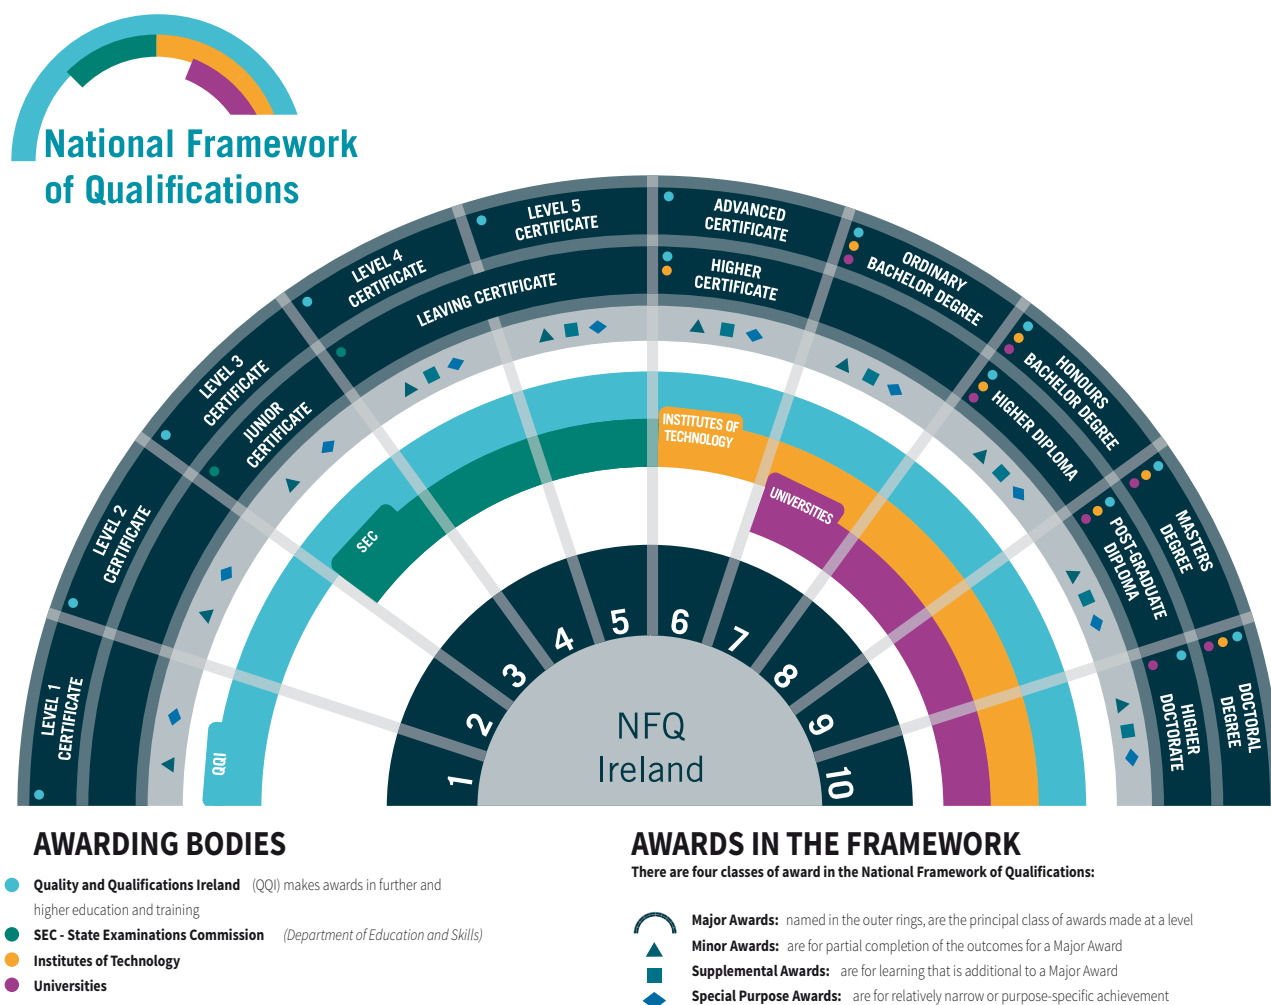 National Framework
of Qualifications
LEVEL 1
CERTIFICATE
LEVEL 2
CERTIFICATE
LEVEL 3
CERTIFICATE
JUNIOR
CERTIFICATE
LEVEL 4
CERTIFICATE
LEVEL 5
CERTIFICATE
LEAVING CERTIFICATE
ADVANCED
CERTIFICATE
HIGHER
CERTIFICATE
ORDINARY
BACHELOR DEGREE
HONOURS
BACHELOR DEGREE
HIGHER DIPLOMA
MASTERS
DEGREE
POST-GRADUATE
DIPLOMA
DOCTORAL
DEGREE
HIGHER
DOCTORATE
QQI
SEC
INSTITUTES OF
TECHNOLOGY
UNIVERSITIES
1
2
3
4
5
6
7
8
9
10
NFQ
Ireland
AWARDING BODIES
Quality and Qualifications Ireland (QQI) makes awards in further and
higher education and training
SEC - State Examinations Commission (Department of Education and Skills)
Institutes of Technology
Universities
AWARDS IN THE FRAMEWORK
There are four classes of award in the National Framework of Qualifications:
Major Awards: named in the outer rings, are the principal class of awards made at a level
Minor Awards: are for partial completion of the outcomes for a Major Award
Supplemental Awards: are for learning that is additional to a Major Award
Special Purpose Awards: are for relatively narrow or purpose-specific achievement